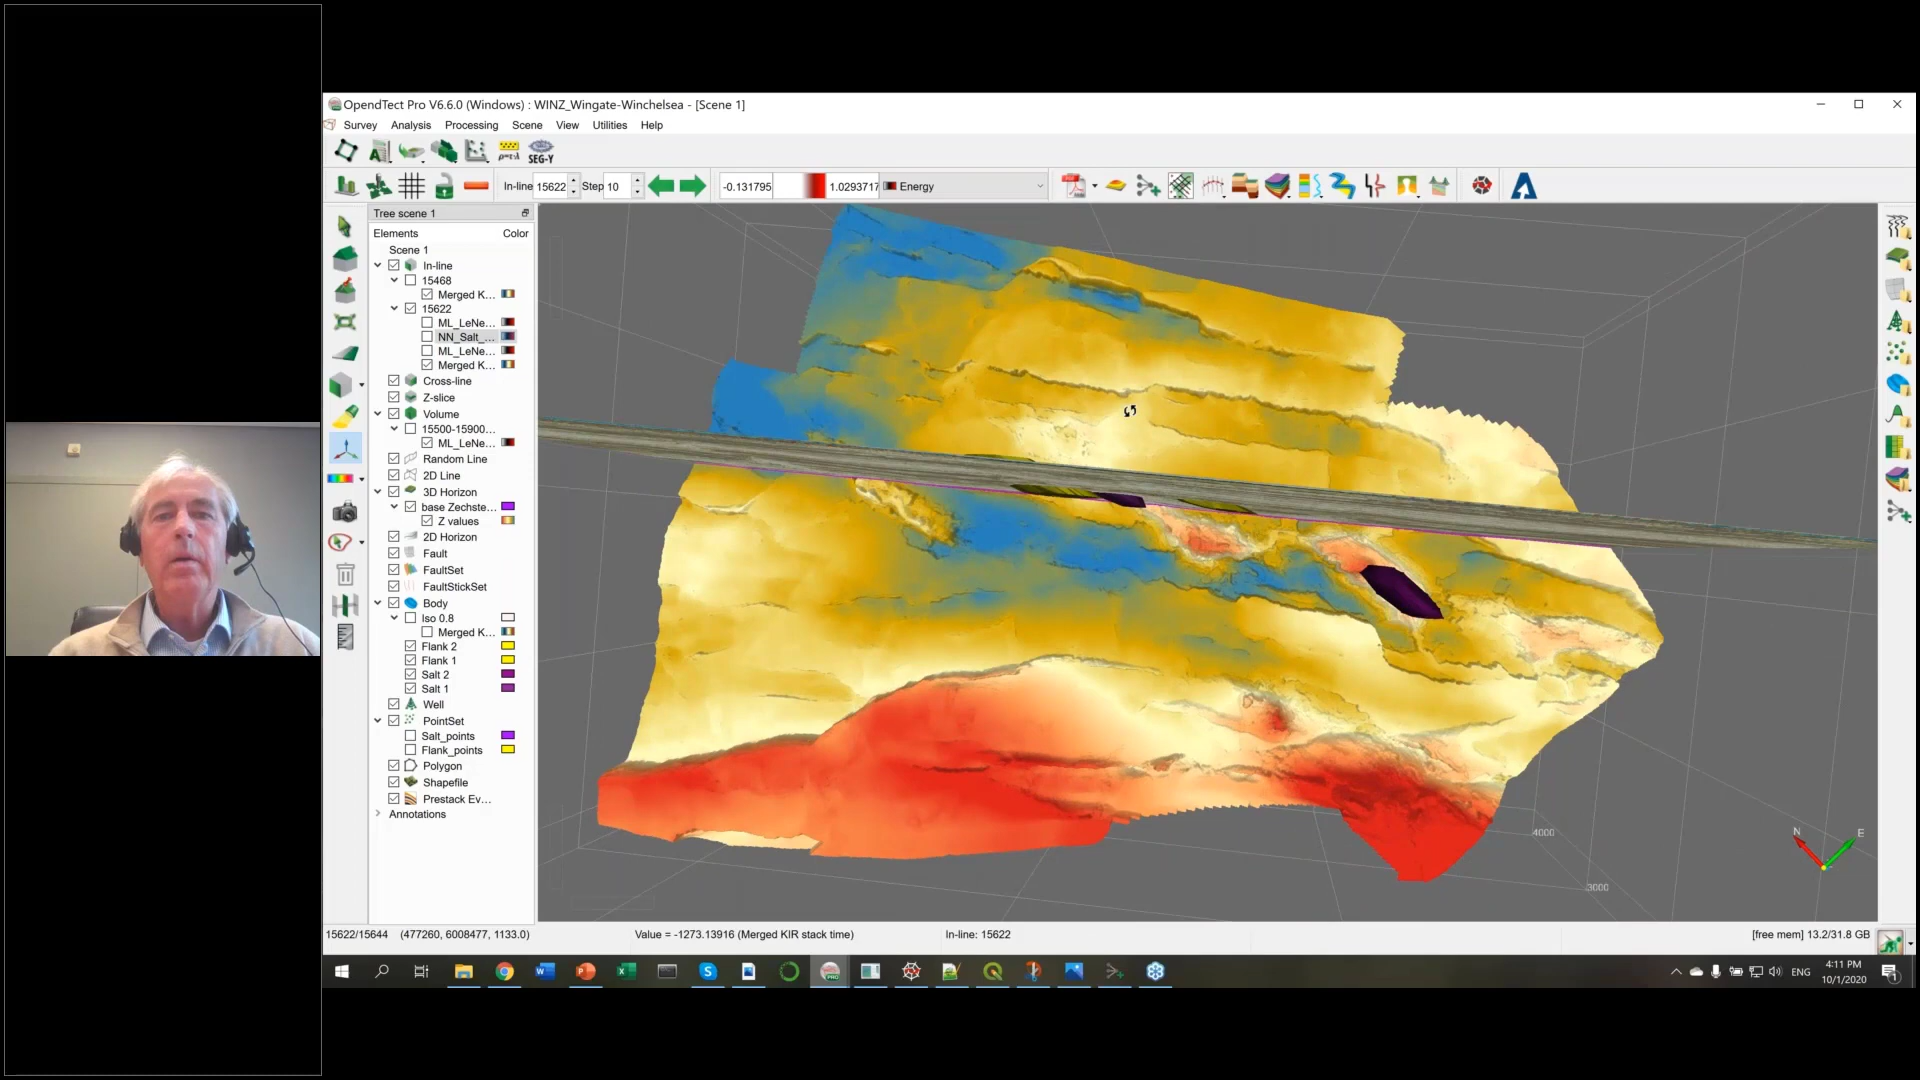 OpendTect Pro V6.6.0 (Windows) : WINZ_Wingate-Winchelsea - [Scene 1]
Survey Analysis Processing Scene View Utilities Help
SEG-Y
In-line 15622 Step 10 -0.131795 1.0293717 Energy
Tree scene 1
Elements Color
Scene 1
In-line
15468
Merged K...
15622
ML_LeNe...
NN_Salt_...
ML_LeNe...
Merged K...
Cross-line
Z-slice
Volume
15500-15900...
ML_LeNe...
Random Line
2D Line
3D Horizon
base Zechste...
Z values
2D Horizon
Fault
FaultSet
FaultStickSet
Body
Iso 0.8
Merged K...
Flank 2
Flank 1
Salt 2
Salt 1
Well
PointSet
Salt_points
Flank_points
Polygon
Shapefile
Prestack Ev...
Annotations
4000
3000
N
E
15622/15644 (477260, 6008477, 1133.0) Value = -1273.13916 (Merged KIR stack time) In-line: 15622 [free mem] 13.2/31.8 GB
ENG
4:11 PM
10/1/2020